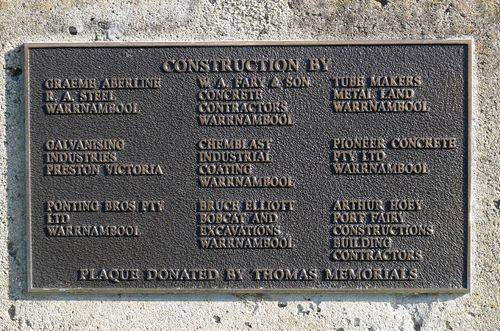 CONSTRUCTION BY
GRAEME ABERLINE
R. A. STEEL
WARRNAMBOOL
W. A. FARY & SON
CONCRETE
CONTRACTORS
WARRNAMBOOL
TUBE MAKERS
METAL LAND
WARRNAMBOOL
GALVANISING
INDUSTRIES
PRESTON VICTORIA
CHEMBLAST
INDUSTRIAL
COATING
WARRNAMBOOL
PIONEER CONCRETE
PTY LTD
WARRNAMBOOL
PONTING BROS PTY
LTD
WARRNAMBOOL
BRUCE ELLIOTT
BOBCAT AND
EXCAVATIONS
WARRNAMBOOL
ARTHUR HOEY
PORT FAIRY
CONSTRUCTIONS
BUILDING
CONTRACTORS
PLAQUE DONATED BY THOMAS MEMORIALS